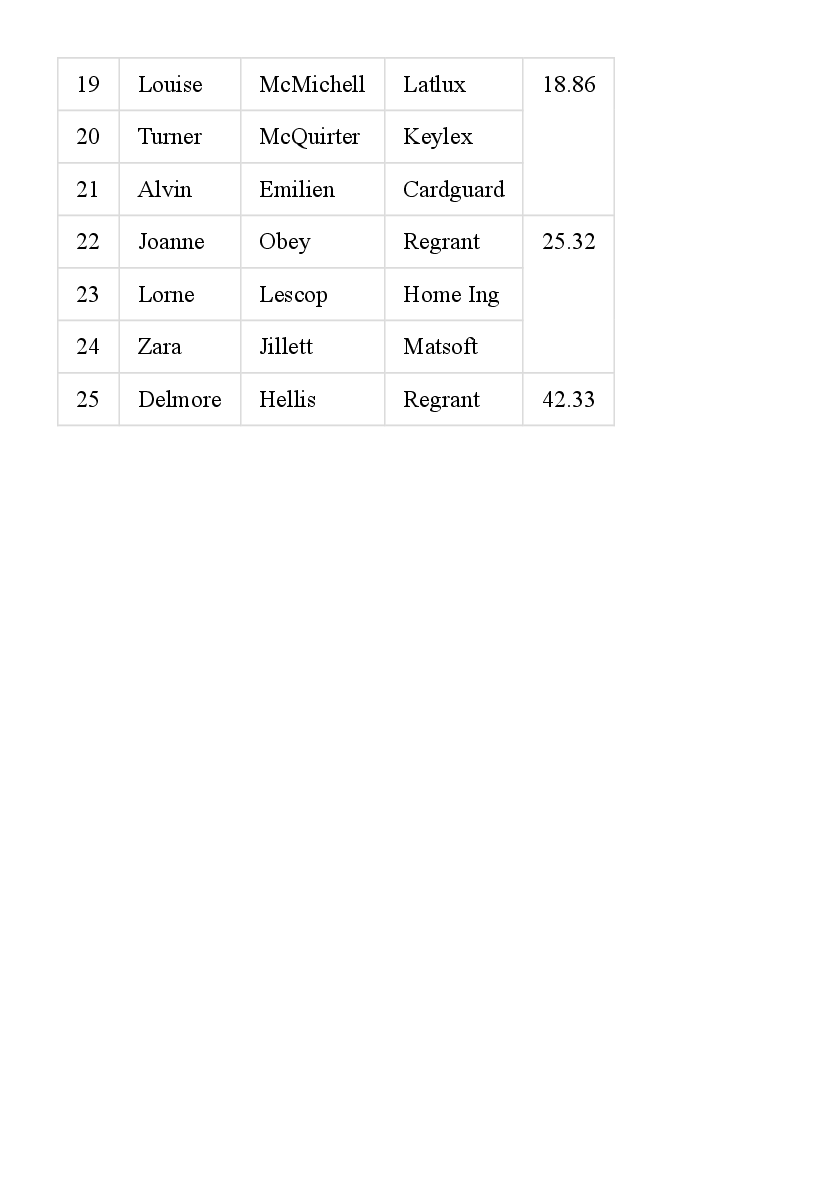 19 Louise McMichell Latlux 18.86
20 Turner McQuirter Keylex
21 Alvin Emilien Cardguard
22 Joanne Obey Regrant 25.32
23 Lorne Lescop Home Ing
24 Zara Jillett Matsoft
25 Delmore Hellis Regrant 42.33